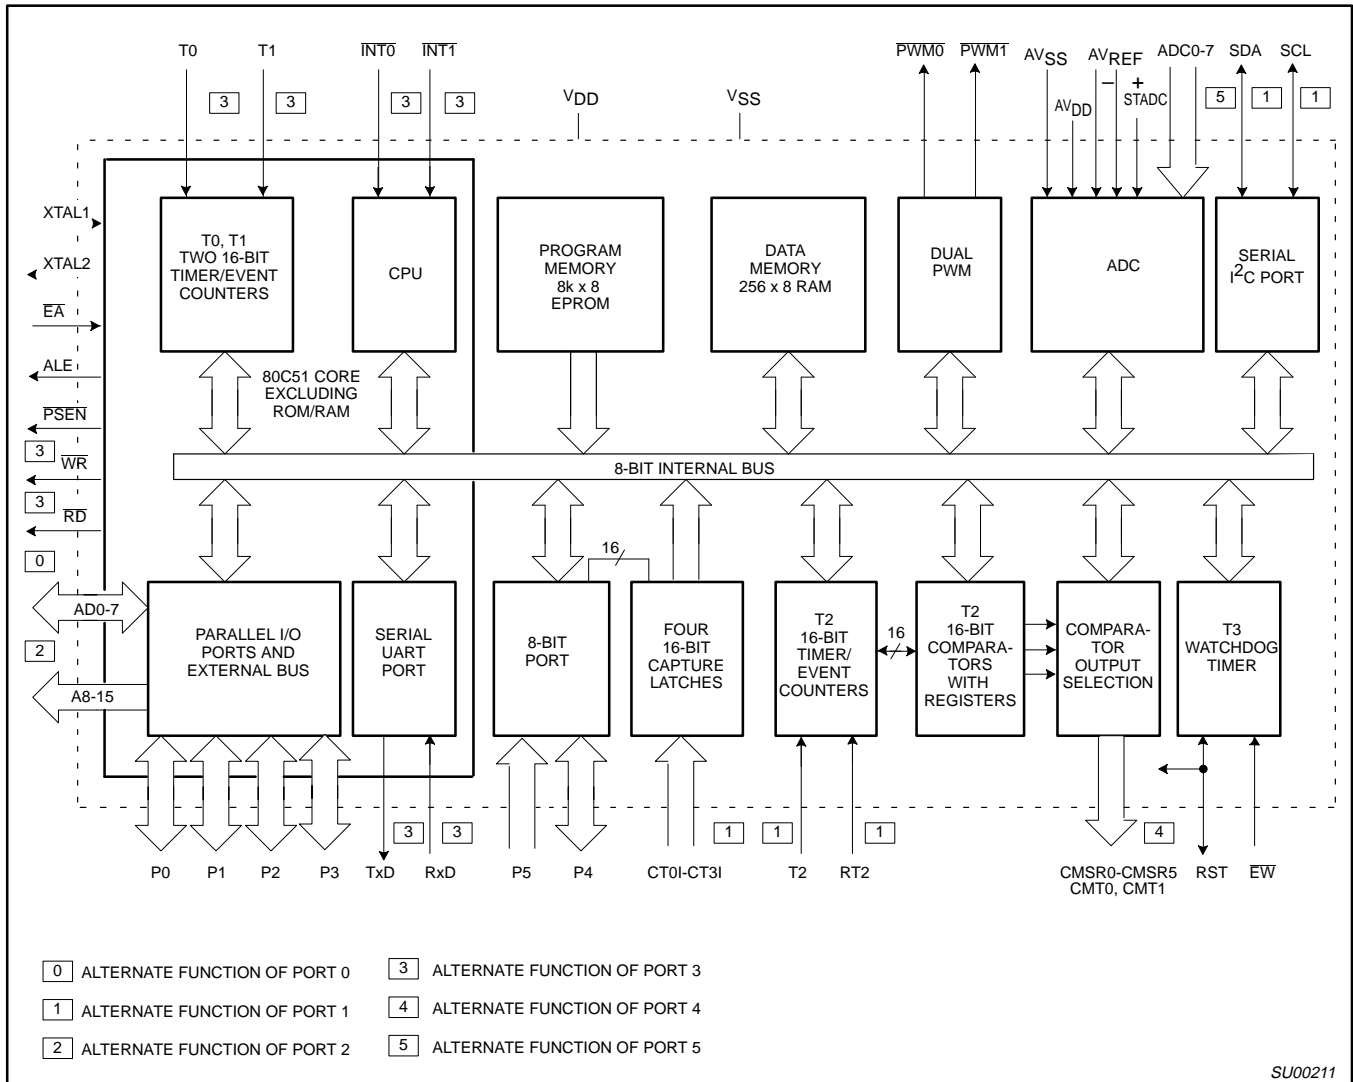 T0 T1 INT0 INT1 PWM0 PWM1 AVSS AVREF ADC0-7 SDA SCL
− + STADC
3 3 3 3 VDD VSS AVDD 5 1 1
XTAL1
XTAL2
EA
ALE
PSEN
3
WR
3
RD
0
AD0-7
2
A8-15
T0, T1
TWO 16-BIT
TIMER/EVENT
COUNTERS
CPU
PROGRAM
MEMORY
8k x 8
EPROM
DATA
MEMORY
256 x 8 RAM
DUAL
PWM
ADC
SERIAL
I2C PORT
80C51 CORE
EXCLUDING
ROM/RAM
8-BIT INTERNAL BUS
PARALLEL I/O
PORTS AND
EXTERNAL BUS
SERIAL
UART
PORT
8-BIT
PORT
16
FOUR
16-BIT
CAPTURE
LATCHES
T2
16-BIT
TIMER/
EVENT
COUNTERS
16
T2
16-BIT
COMPARA-
TORS
WITH
REGISTERS
COMPARA-
TOR
OUTPUT
SELECTION
T3
WATCHDOG
TIMER
3 3 1 1 1 4
P0 P1 P2 P3 TxD RxD P5 P4 CT0I-CT3I T2 RT2 CMSR0-CMSR5 RST EW
CMT0, CMT1
0 ALTERNATE FUNCTION OF PORT 0
1 ALTERNATE FUNCTION OF PORT 1
2 ALTERNATE FUNCTION OF PORT 2
3 ALTERNATE FUNCTION OF PORT 3
4 ALTERNATE FUNCTION OF PORT 4
5 ALTERNATE FUNCTION OF PORT 5
SU00211